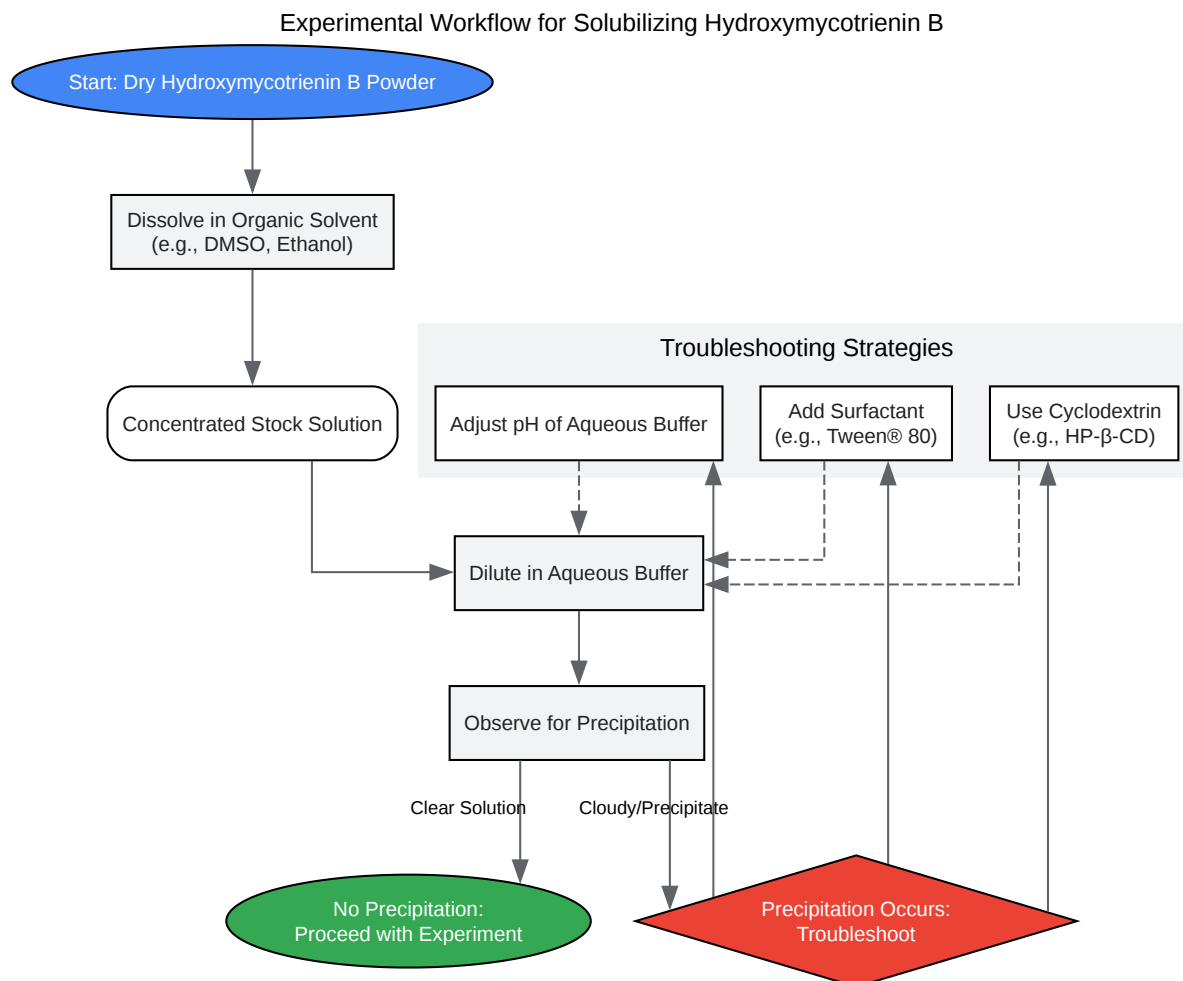 Experimental Workflow for Solubilizing Hydroxymycotrienin B
Start: Dry Hydroxymycotrienin B Powder
Dissolve in Organic Solvent
(e.g., DMSO, Ethanol)
Concentrated Stock Solution
Troubleshooting Strategies
Adjust pH of Aqueous Buffer
Add Surfactant
(e.g., Tween® 80)
Use Cyclodextrin
(e.g., HP-β-CD)
Dilute in Aqueous Buffer
Observe for Precipitation
Clear Solution
Cloudy/Precipitate
No Precipitation:
Proceed with Experiment
Precipitation Occurs:
Troubleshoot